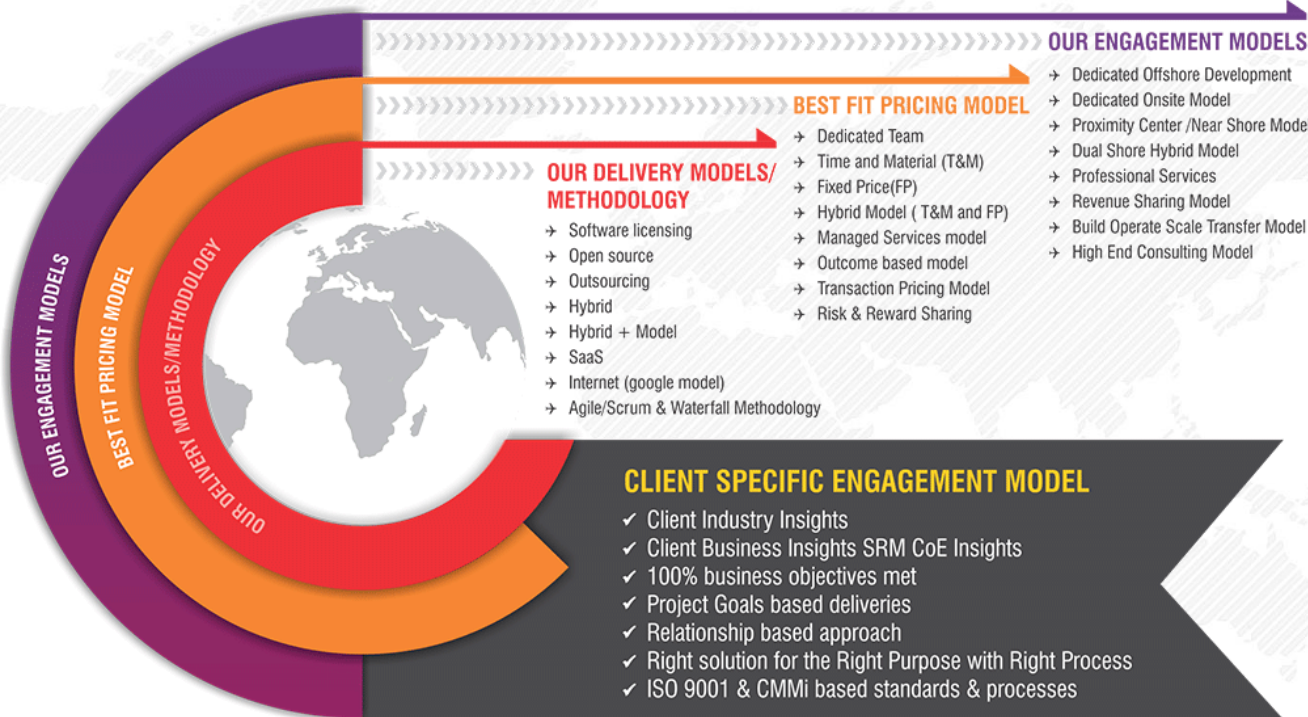 OUR ENGAGEMENT MODELS
Dedicated Offshore Development
Dedicated Onsite Model
Proximity Center /Near Shore Mode
Dual Shore Hybrid Model
Professional Services
Revenue Sharing Model
Build Operate Scale Transfer Model
High End Consulting Model
BEST FIT PRICING MODEL
Dedicated Team
Time and Material (T&M)
Fixed Price(FP)
Hybrid Model ( T&M and FP)
Managed Services model
Outcome based model
Transaction Pricing Model
Risk & Reward Sharing
OUR DELIVERY MODELS/
METHODOLOGY
Software licensing
Open source
Outsourcing
Hybrid
Hybrid + Model
SaaS
Internet (google model)
Agile/Scrum & Waterfall Methodology
OUR ENGAGEMENT MODELS
BEST FIT PRICING MODEL
OUR DELIVERY MODELS/METHODOLOGY
CLIENT SPECIFIC ENGAGEMENT MODEL
Client Industry Insights
Client Business Insights SRM CoE Insights
100% business objectives met
Project Goals based deliveries
Relationship based approach
Right solution for the Right Purpose with Right Process
ISO 9001 & CMMi based standards & processes